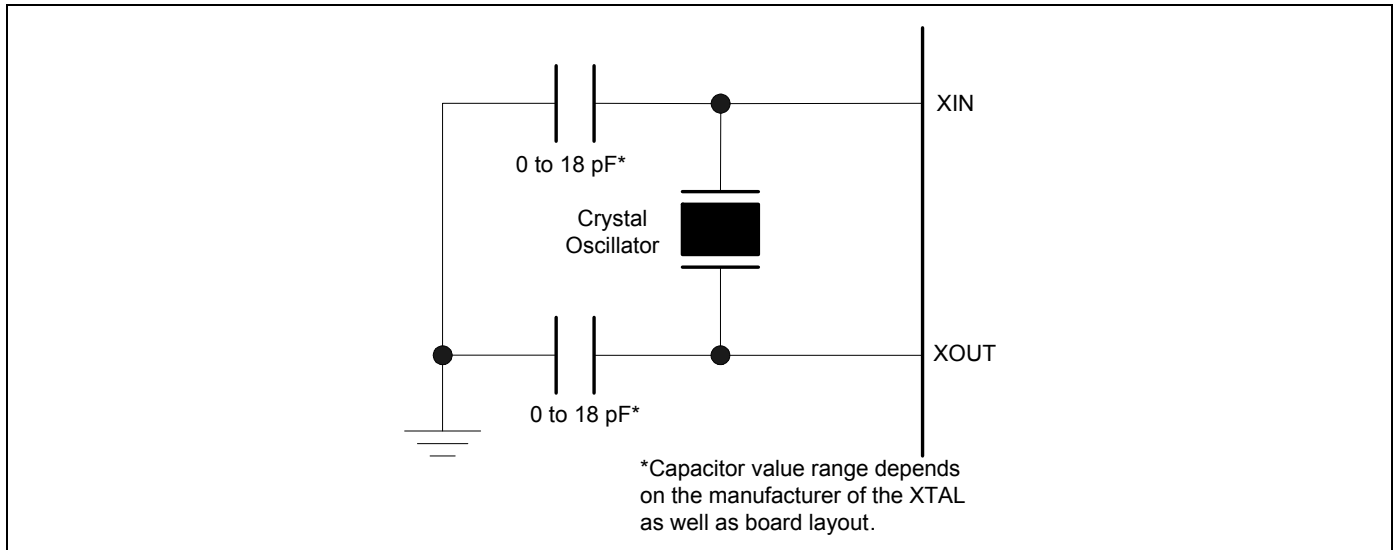 XIN
0 to 18 pF*
Crystal
Oscillator
XOUT
0 to 18 pF*
*Capacitor value range depends
on the manufacturer of the XTAL
as well as board layout.